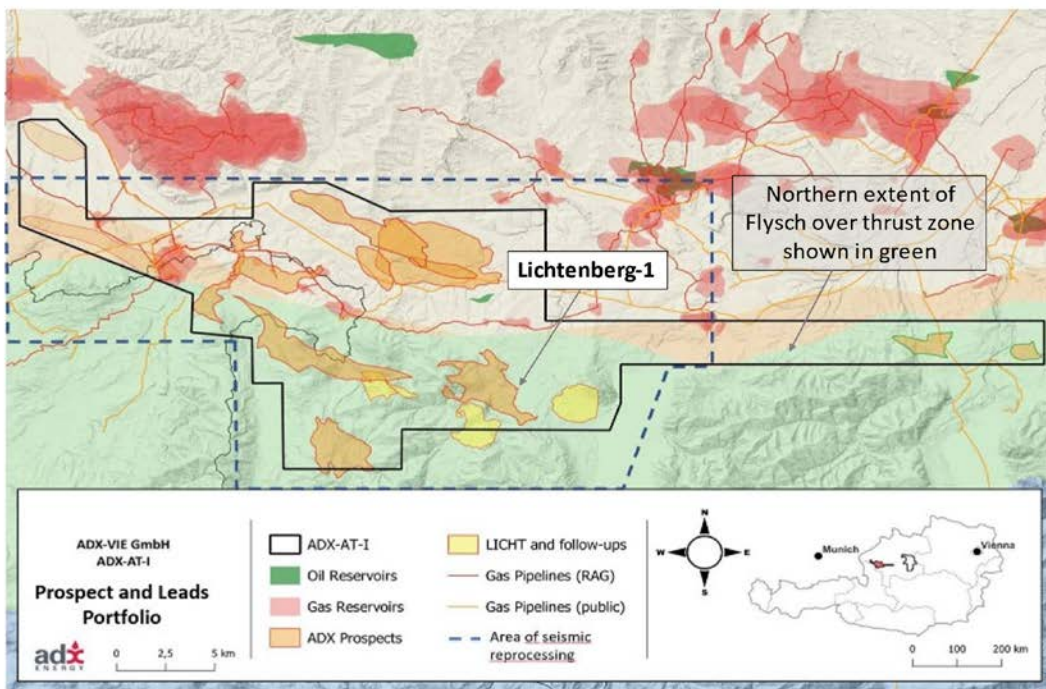 Lichtenberg-1
Northern extent of
Flysch over thrust zone
shown in green
ADX-VIE GmbH
ADX-AT-I
Prospect and Leads
Portfolio
adx
ENERGY
0 2,5 5 km
ADX-AT-I
Oil Reservoirs
Gas Reservoirs
ADX Prospects
LICHT and follow-ups
Gas Pipelines (RAG)
Gas Pipelines (public)
Area of seismic
reprocessing
N
W E
S
Munich
Vienna
0 100 200 km